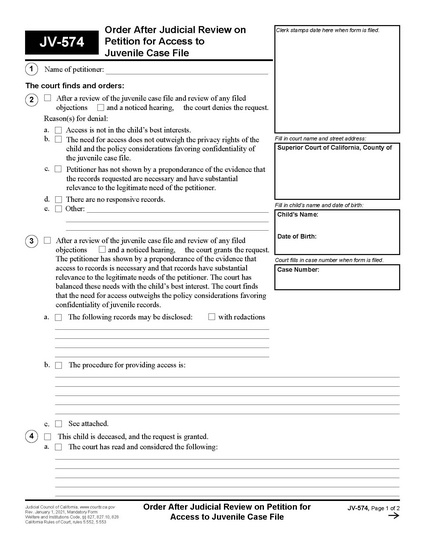 JV-574
Order After Judicial Review on
Petition for Access to
Juvenile Case File
Clerk stamps date here when form is filed.
1 Name of petitioner:
The court finds and orders:
2 After a review of the juvenile case file and review of any filed
objections and a noticed hearing, the court denies the request.
Reason(s) for denial:
a. Access is not in the child's best interests.
b. The need for access does not outweigh the privacy rights of the
child and the policy considerations favoring confidentiality of
the juvenile case file.
c. Petitioner has not shown by a preponderance of the evidence that
the records requested are necessary and have substantial
relevance to the legitimate need of the petitioner.
d. There are no responsive records.
e. Other:
Fill in court name and street address:
Superior Court of California, County of
Fill in child's name and date of birth:
Child's Name:
Date of Birth:
Court fills in case number when form is filed.
Case Number:
3 After a review of the juvenile case file and review of any filed
objections and a noticed hearing, the court grants the request.
The petitioner has shown by a preponderance of the evidence that
access to records is necessary and that records have substantial
relevance to the legitimate needs of the petitioner. The court has
balanced these needs with the child's best interest. The court finds
that the need for access outweighs the policy considerations favoring
confidentiality of juvenile records.
a. The following records may be disclosed: with redactions
b. The procedure for providing access is:
c. See attached.
4 This child is deceased, and the request is granted.
a. The court has read and considered the following:
Judicial Council of California, www.courts.ca.gov
Rev. January 1, 2021, Mandatory Form
Welfare and Institutions Code, §§ 827, 827.10, 828
California Rules of Court, rules 5.552, 5.553
Order After Judicial Review on Petition for
Access to Juvenile Case File
JV-574, Page 1 of 2